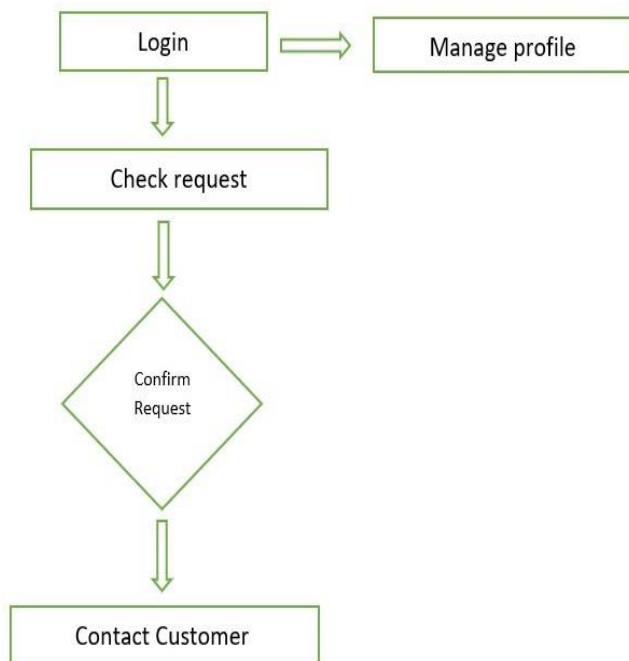 Login
Manage profile
Check request
Confirm
Request
Contact Customer